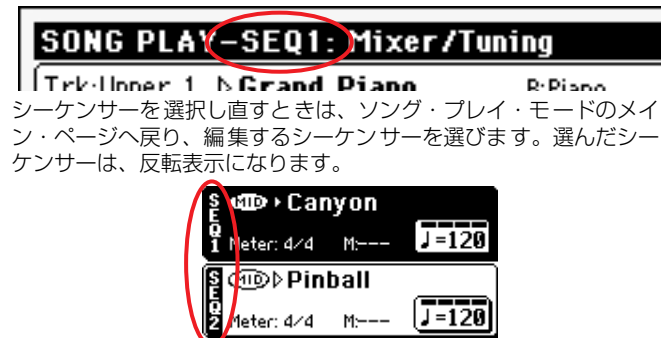 SONG PLAY-SEQ1: Mixer/Tuning
Trk:Upper 1 ▷Grand Piano R:Piano
シーケンサーを選択し直すときは、ソング・プレイ・モードのメイ
ン・ページへ戻り、編集するシーケンサーを選びます。選んだシー
ケンサーは、反転表示になります。
SEQ1 MID ▸Canyon
Meter: 4/4 M:--- ♩=120
SEQ2 MID ▷Pinball
Meter: 4/4 M:--- ♩=120